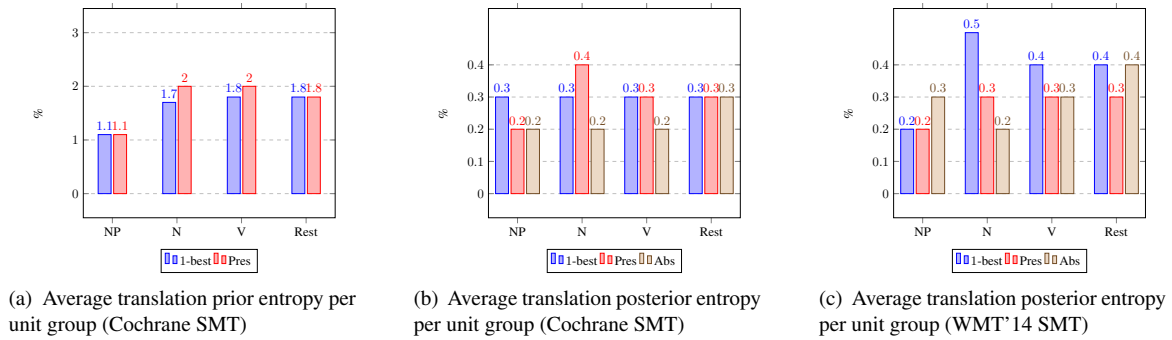 3
2
1
0
%
1.1
1.1
1.7
2
1.8
2
1.8
1.8
NP
N
V
Rest
1-best
Pres
(a) Average translation prior entropy per
unit group (Cochrane SMT)
0.4
0.3
0.2
0.1
0
%
0.3
0.2
0.2
0.3
0.4
0.2
0.3
0.3
0.2
0.3
0.3
0.3
NP
N
V
Rest
1-best
Pres
Abs
(b) Average translation posterior entropy
per unit group (Cochrane SMT)
0.4
0.3
0.2
0.1
0
%
0.2
0.2
0.3
0.5
0.3
0.2
0.4
0.3
0.3
0.4
0.3
0.4
NP
N
V
Rest
1-best
Pres
Abs
(c) Average translation posterior entropy
per unit group (WMT'14 SMT)